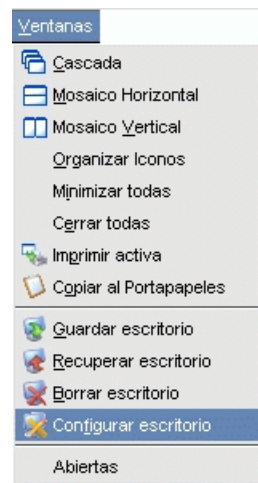 Ventanas
Cascada
Mosaico Horizontal
Mosaico Vertical
Organizar Iconos
Minimizar todas
Cerrar todas
Imprimir activa
Copiar al Portapapeles
Guardar escritorio
Recuperar escritorio
Borrar escritorio
Configurar escritorio
Abiertas